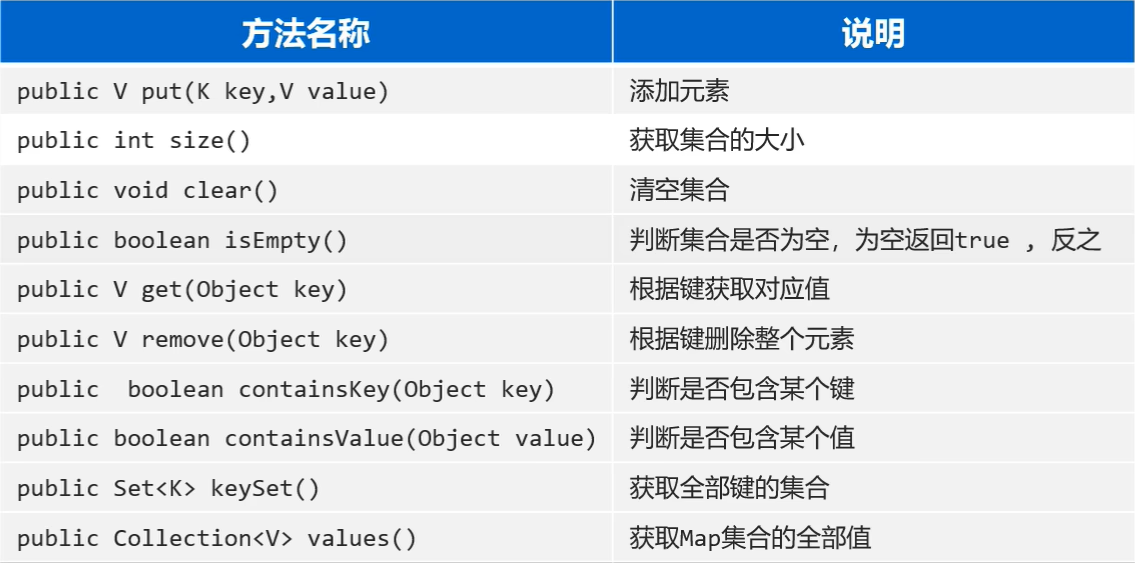 方法名称 说明
public V put(K key,V value) 添加元素
public int size() 获取集合的大小
public void clear() 清空集合
public boolean isEmpty() 判断集合是否为空，为空返回true , 反之
public V get(Object key) 根据键获取对应值
public V remove(Object key) 根据键删除整个元素
public  boolean containsKey(Object key) 判断是否包含某个键
public boolean containsValue(Object value) 判断是否包含某个值
public Set<K> keySet() 获取全部键的集合
public Collection<V> values() 获取Map集合的全部值